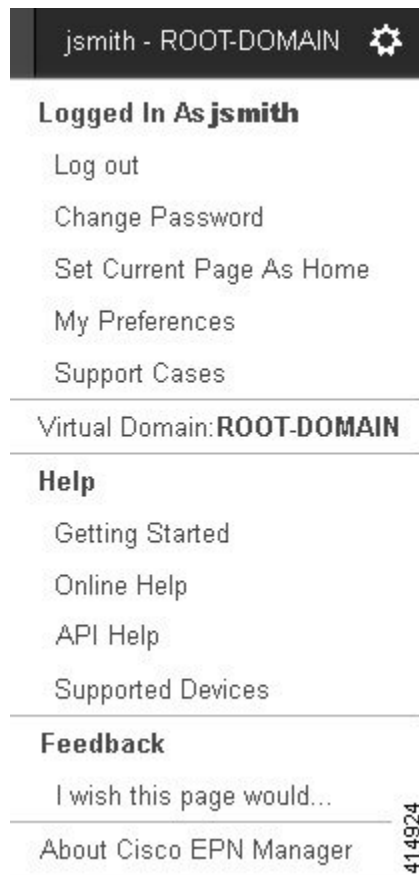 jsmith - ROOT-DOMAIN
Logged In As jsmith
Log out
Change Password
Set Current Page As Home
My Preferences
Support Cases
Virtual Domain:ROOT-DOMAIN
Help
Getting Started
Online Help
API Help
Supported Devices
Feedback
I wish this page would...
About Cisco EPN Manager
414924